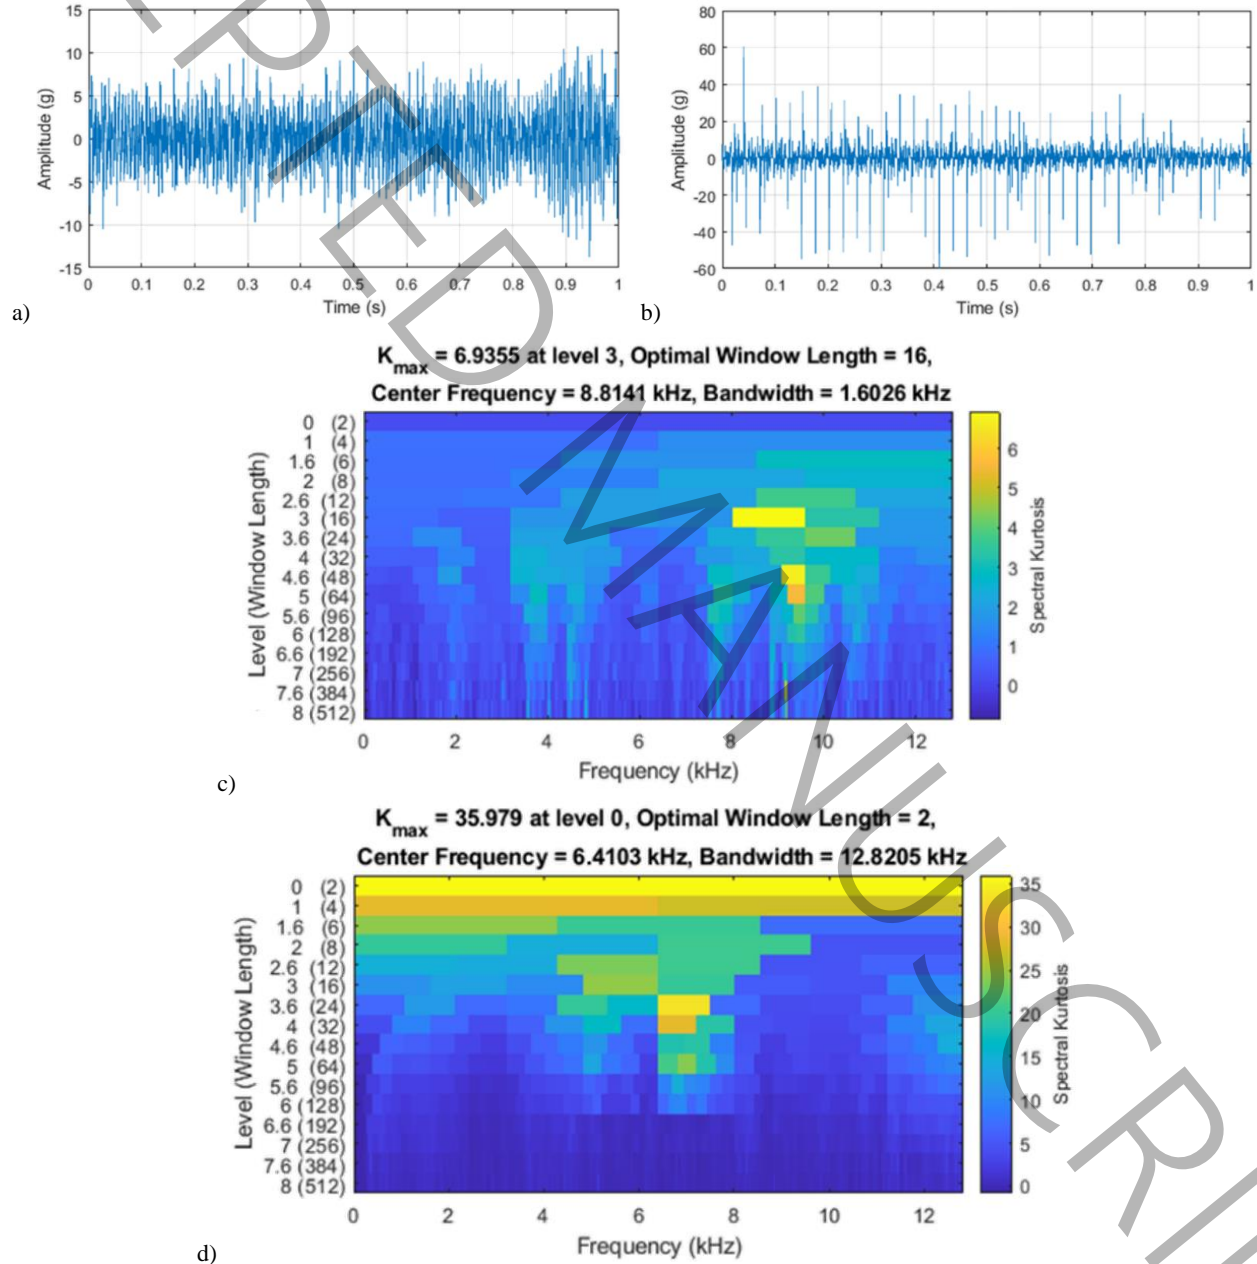 15
10
5
0
-5
-10
-15
Amplitude (g)
0 0.1 0.2 0.3 0.4 0.5 0.6 0.7 0.8 0.9 1
Time (s)
a)
80
60
40
20
0
-20
-40
-60
Amplitude (g)
0 0.1 0.2 0.3 0.4 0.5 0.6 0.7 0.8 0.9 1
Time (s)
b)
Kmax = 6.9355 at level 3, Optimal Window Length = 16,
Center Frequency = 8.8141 kHz, Bandwidth = 1.6026 kHz
Level (Window Length)
0 (2)
1 (4)
1.6 (6)
2 (8)
2.6 (12)
3 (16)
3.6 (24)
4 (32)
4.6 (48)
5 (64)
5.6 (96)
6 (128)
6.6 (192)
7 (256)
7.6 (384)
8 (512)
0 2 4 6 8 10 12
Frequency (kHz)
6
5
4
3
2
1
0
Spectral Kurtosis
c)
Kmax = 35.979 at level 0, Optimal Window Length = 2,
Center Frequency = 6.4103 kHz, Bandwidth = 12.8205 kHz
Level (Window Length)
0 (2)
1 (4)
1.6 (6)
2 (8)
2.6 (12)
3 (16)
3.6 (24)
4 (32)
4.6 (48)
5 (64)
5.6 (96)
6 (128)
6.6 (192)
7 (256)
7.6 (384)
8 (512)
0 2 4 6 8 10 12
Frequency (kHz)
35
30
25
20
15
10
5
0
Spectral Kurtosis
d)
PTED MANUSCRI